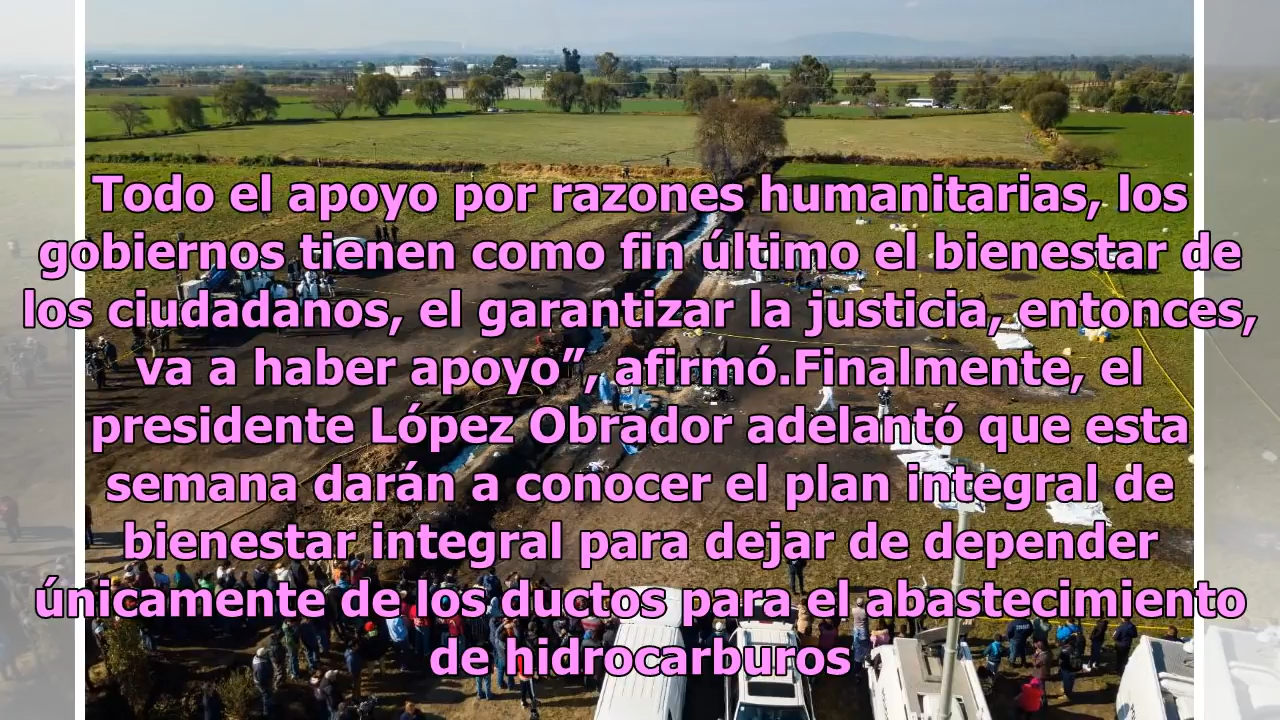 Todo el apoyo por razones humanitarias, los
gobiernos tienen como fin último el bienestar de
los ciudadanos, el garantizar la justicia, entonces,
va a haber apoyo”, afirmó.Finalmente, el
presidente López Obrador adelantó que esta
semana darán a conocer el plan integral de
bienestar integral para dejar de depender
únicamente de los ductos para el abastecimiento
de hidrocarburos